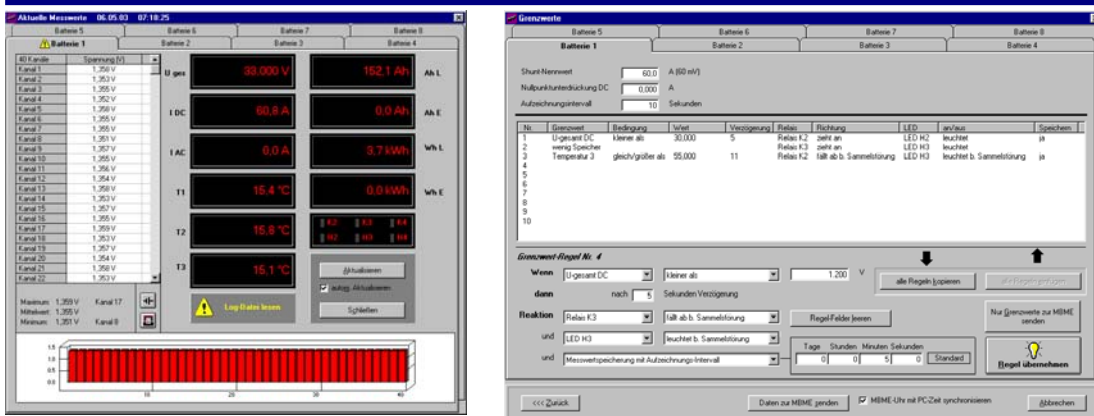 Aktuelle Messwerte 06.05.03 07:18:25
Batterie 5 Batterie 6 Batterie 7 Batterie 8
Batterie 1 Batterie 2 Batterie 3 Batterie 4
40 Kanäle Spannung (V)
Kanal 1 1,358 V
Kanal 2 1,353 V
Kanal 3 1,355 V
Kanal 4 1,352 V
Kanal 5 1,358 V
Kanal 6 1,355 V
Kanal 7 1,355 V
Kanal 8 1,351 V
Kanal 9 1,357 V
Kanal 10 1,355 V
Kanal 11 1,356 V
Kanal 12 1,354 V
Kanal 13 1,358 V
Kanal 14 1,353 V
Kanal 15 1,357 V
Kanal 16 1,355 V
Kanal 17 1,359 V
Kanal 18 1,353 V
Kanal 19 1,357 V
Kanal 20 1,354 V
Kanal 21 1,358 V
Kanal 22 1,353 V
Maximum: 1,359 V Kanal 17
Mittelwert: 1,355 V
Minimum: 1,351 V Kanal 8
U ges 33,000 V 152,1 Ah Ah L
I DC 60,8 A 0,0 Ah Ah E
I AC 0,0 A 3,7 kWh Wh L
T1 15,4 °C 0,0 kWh Wh E
T2 15,8 °C K2 K3 K4
H2 H3 H4
T3 15,1 °C
Aktualisieren
autom. Aktualisieren
Log-Datei lesen
Schließen
1.5
1.0
0.5
0.0
10 20 30 40
Grenzwerte
Batterie 5 Batterie 6 Batterie 7 Batterie 8
Batterie 1 Batterie 2 Batterie 3 Batterie 4
Shunt-Nennwert 60,0 A (60 mV)
Nullpunktunterdrückung DC 0,000 A
Aufzeichnungsintervall 10 Sekunden
Nr. Grenzwert Bedingung Wert Verzögerung Relais Richtung LED an/aus Speichern
1 U-gesamt DC kleiner als 30,000 5 Relais K2 zieht an LED H2 leuchtet ja
2 wenig Speicher Relais K3 zieht an LED H3 leuchtet
3 Temperatur 3 gleich/größer als 55,000 11 Relais K2 fällt ab b. Sammelstörung LED H3 leuchtet b. Sammelstörung ja
4
5
6
7
8
9
10
Grenzwert-Regel Nr. 4
Wenn U-gesamt DC kleiner als 1.200 V
alle Regeln kopieren alle Regeln einfügen
dann nach 5 Sekunden Verzögerung
Reaktion Relais K3 fällt ab b. Sammelstörung Regel-Felder leeren
Nur Grenzwerte zur MBME senden
und LED H3 leuchtet b. Sammelstörung
Tage Stunden Minuten Sekunden
und Messwertspeicherung mit Aufzeichnungs-Intervall 0 0 5 0 Standard
Regel übernehmen
<<< Zurück Daten zur MBME senden MBME-Uhr mit PC-Zeit synchronisieren Abbrechen